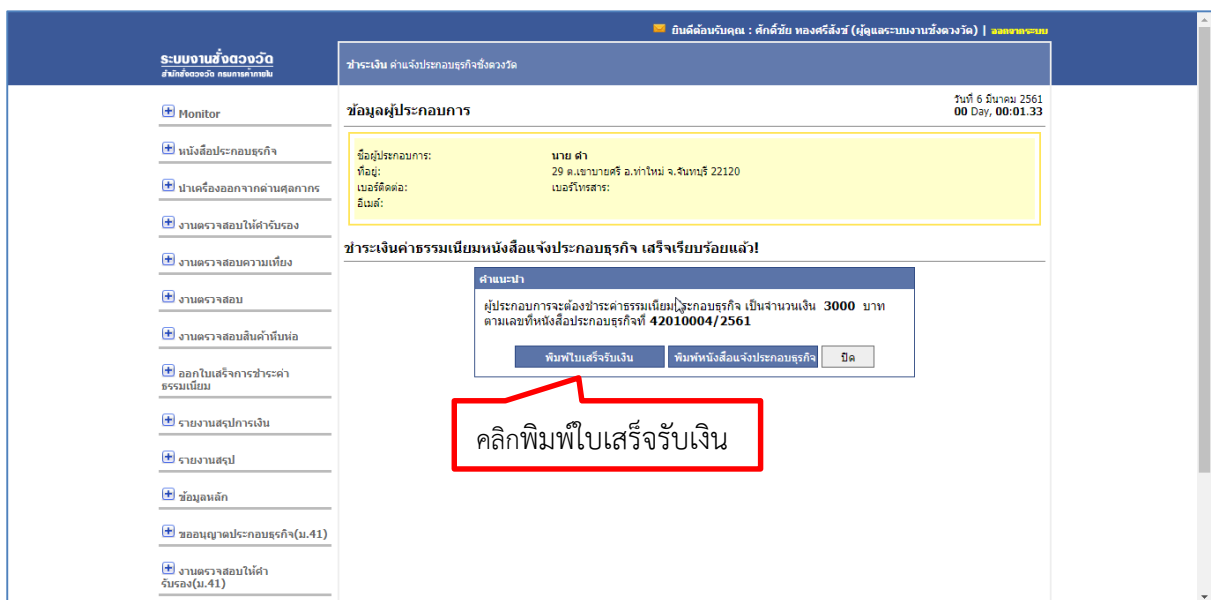 ยินดีต้อนรับคุณ : ศักดิ์ชัย ทองศรีสังข์ (ผู้ดูแลระบบงานชั่งตวงวัด) | ออกจากระบบ
ระบบงานชั่งตวงวัด
สำนักชั่งตวงวัด กรมการค้าภายใน
ชำระเงิน ค่าแจ้งประกอบธุรกิจชั่งตวงวัด
Monitor
หนังสือประกอบธุรกิจ
นำเครื่องออกจากด่านศุลกากร
งานตรวจสอบให้คำรับรอง
งานตรวจสอบความเที่ยง
งานตรวจสอบ
งานตรวจสอบสินค้าหีบห่อ
ออกใบเสร็จการชำระค่า
ธรรมเนียม
รายงานสรุปการเงิน
รายงานสรุป
ข้อมูลหลัก
ขออนุญาตประกอบธุรกิจ(ม.41)
งานตรวจสอบให้คำ
รับรอง(ม.41)
ข้อมูลผู้ประกอบการ
วันที่ 6 มีนาคม 2561
00 Day, 00:01.33
ชื่อผู้ประกอบการ: นาย ดำ
ที่อยู่: 29 ต.เขาบายศรี อ.ท่าใหม่ จ.จันทบุรี 22120
เบอร์ติดต่อ: เบอร์โทรสาร:
อีเมล์:
ชำระเงินค่าธรรมเนียมหนังสือแจ้งประกอบธุรกิจ เสร็จเรียบร้อยแล้ว!
คำแนะนำ
ผู้ประกอบการจะต้องชำระค่าธรรมเนียมประกอบธุรกิจ เป็นจำนวนเงิน 3000 บาท
ตามเลขที่หนังสือประกอบธุรกิจที่ 42010004/2561
พิมพ์ใบเสร็จรับเงิน พิมพ์หนังสือแจ้งประกอบธุรกิจ ปิด
คลิกพิมพ์ใบเสร็จรับเงิน